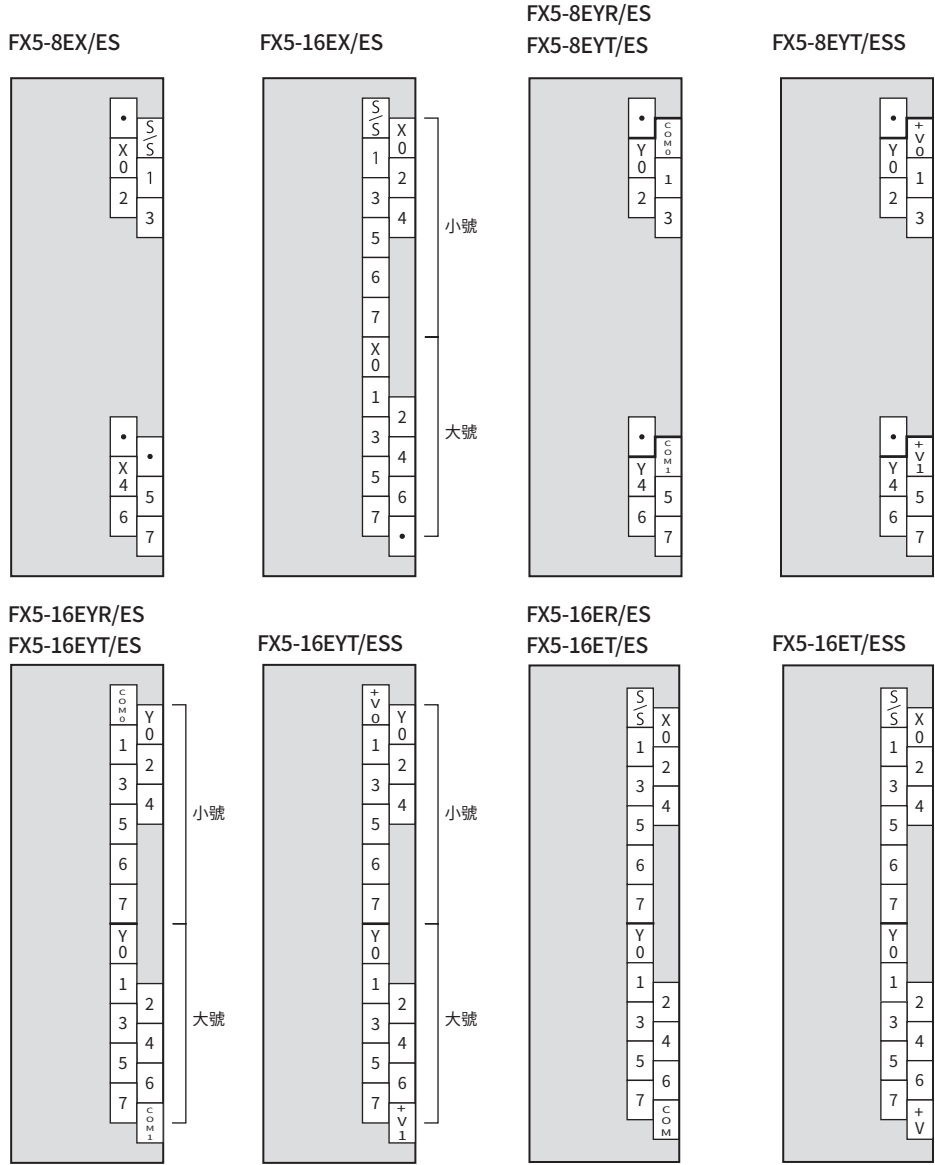 FX5-8EX/ES
•
S/S
X0
1
2
3
•
•
X4
5
6
7
FX5-16EX/ES
S/S
X0
1
2
3
4
5
6
7
小號
X0
1
2
3
4
5
6
7
•
大號
FX5-8EYR/ES
FX5-8EYT/ES
•
COM0
Y0
1
2
3
•
COM1
Y4
5
6
7
FX5-8EYT/ESS
•
+V0
Y0
1
2
3
•
+V1
Y4
5
6
7
FX5-16EYR/ES
FX5-16EYT/ES
COM0
Y0
1
2
3
4
5
6
7
小號
Y0
1
2
3
4
5
6
7
COM1
大號
FX5-16EYT/ESS
+V0
Y0
1
2
3
4
5
6
7
小號
Y0
1
2
3
4
5
6
7
+V1
大號
FX5-16ER/ES
FX5-16ET/ES
S/S
X0
1
2
3
4
5
6
7
Y0
1
2
3
4
5
6
7
COM
FX5-16ET/ESS
S/S
X0
1
2
3
4
5
6
7
Y0
1
2
3
4
5
6
7
+V